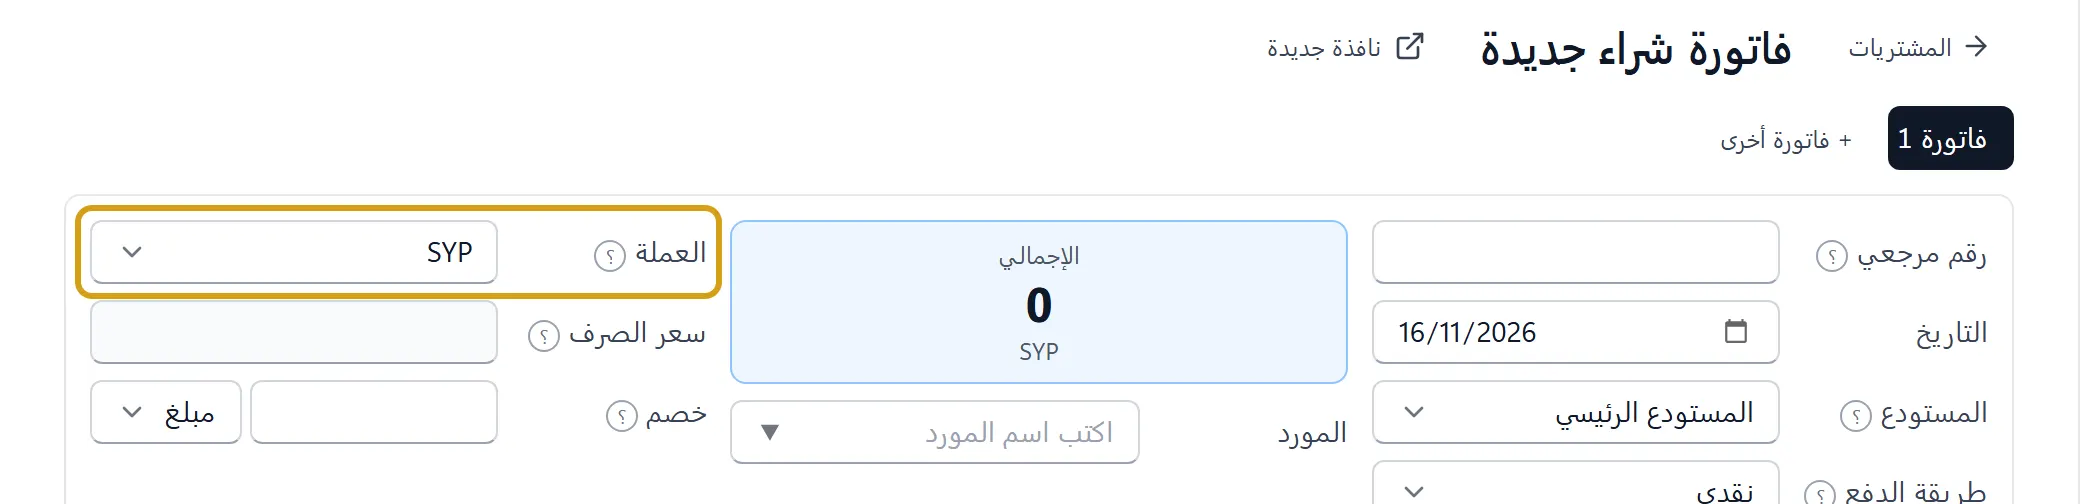 المشتريات
فاتورة شراء جديدة
نافذة جديدة
فاتورة 1
+ فاتورة أخرى
رقم مرجعي ؟
الإجمالي
0
SYP
العملة ؟
SYP
التاريخ
16/11/2026
سعر الصرف ؟
المستودع ؟
المستودع الرئيسي
المورد
اكتب اسم المورد
خصم ؟
مبلغ
طريقة الدفع ؟
نقدي